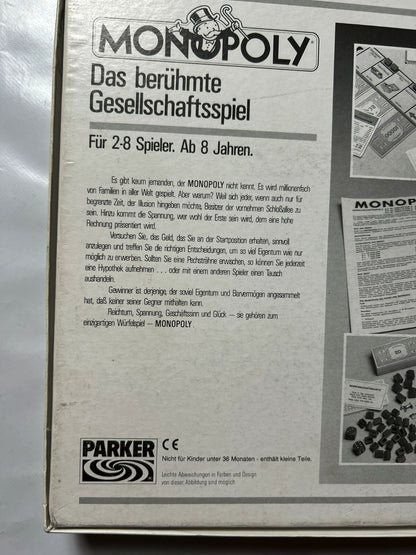 MONOPOLY
Das berühmte
Gesellschaftsspiel
Für 2-8 Spieler. Ab 8 Jahren.
Es gibt kaum jemanden, der MONOPOLY nicht kennt. Es wird millionenfach
von Familien in aller Welt gespielt. Aber warum? Weil sich jeder, wenn auch nur für
begrenzte Zeit, der Illusion hingeben möchte, Besitzer der vornehmen Schloßallee zu
sein. Hinzu kommt die Spannung, wer wohl der Erste sein wird, dem eine hohe
Rechnung präsentiert wird.
Versuchen Sie, das Geld, das Sie an der Startposition erhalten, sinnvoll
anzulegen und treffen Sie die richtigen Entscheidungen, um so viel Eigentum wie nur
möglich zu erwerben. Sollten Sie eine Pechsträhne erwischen, so können Sie jederzeit
eine Hypothek aufnehmen . . . oder mit einem anderen Spieler einen Tausch
aushandeln.
Gewinner ist derjenige, der soviel Eigentum und Barvermögen angesammelt
hat, daß keiner seiner Gegner mithalten kann.
Reichtum, Spannung, Geschäftssinn und Glück — sie gehören zum
einzigartigen Würfelspiel — MONOPOLY.
PARKER CE
Nicht für Kinder unter 36 Monaten - enthält kleine Teile.
Leichte Abweichungen in Farben und Design
von dieser Abbildung sind möglich.
MONOP
20